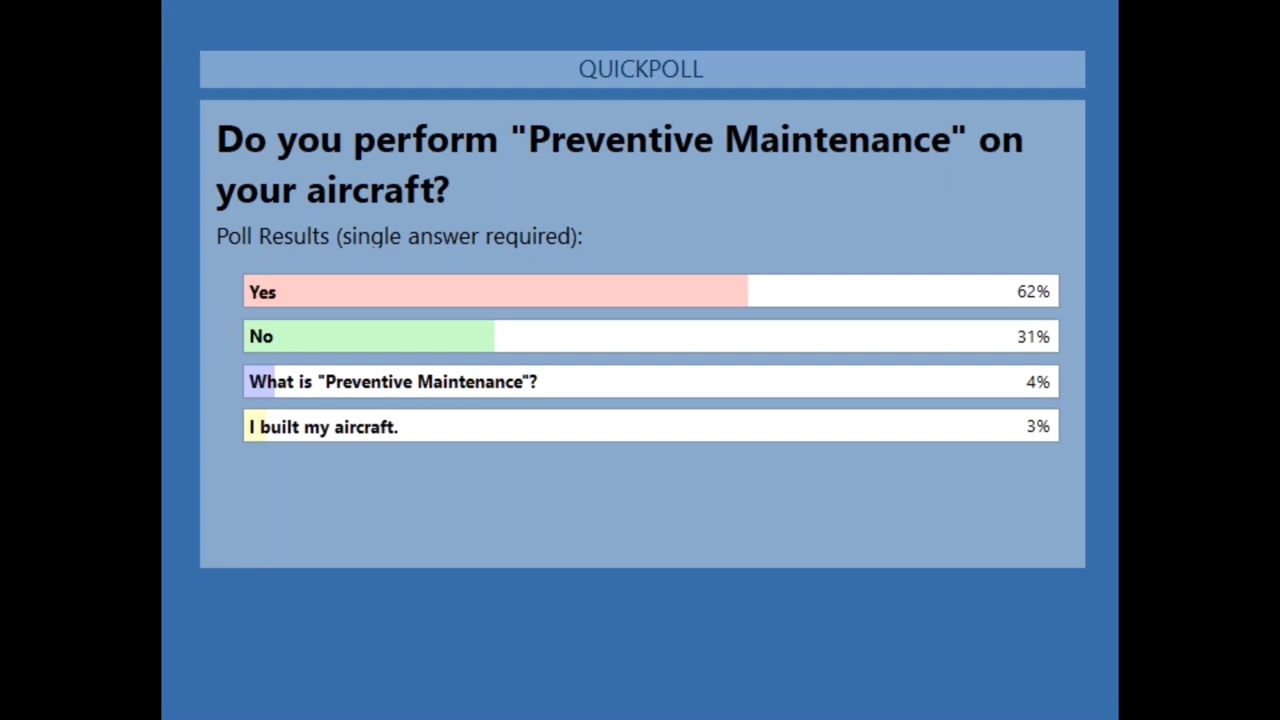 QUICKPOLL
Do you perform "Preventive Maintenance" on
your aircraft?
Poll Results (single answer required):
Yes 62%
No 31%
What is "Preventive Maintenance"? 4%
I built my aircraft. 3%